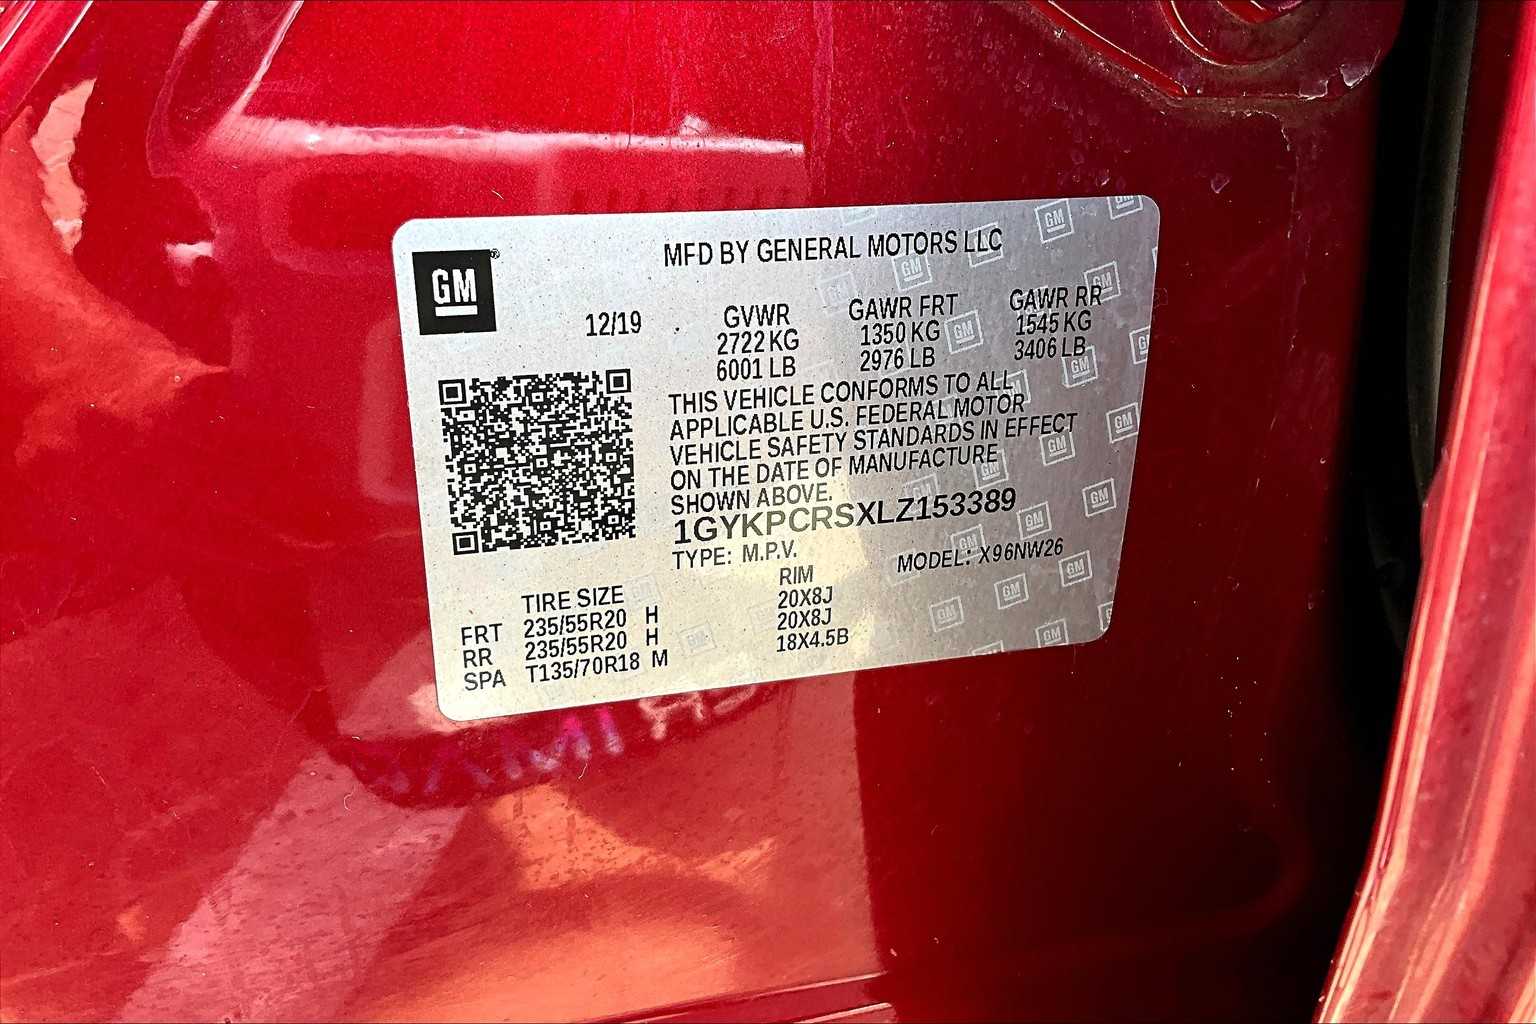 GM
MFD BY GENERAL MOTORS LLC
12/19
GVWR
2722 KG
6001 LB
GAWR FRT
1350 KG
2976 LB
GAWR RR
1545 KG
3406 LB
THIS VEHICLE CONFORMS TO ALL
APPLICABLE U.S. FEDERAL MOTOR
VEHICLE SAFETY STANDARDS IN EFFECT
ON THE DATE OF MANUFACTURE
SHOWN ABOVE.
1GYKPCRSXLZ153389
TYPE: M.P.V. MODEL: X96NW26
TIRE SIZE RIM
FRT 235/55R20 H 20X8J
RR 235/55R20 H 20X8J
SPA T135/70R18 M 18X4.5B